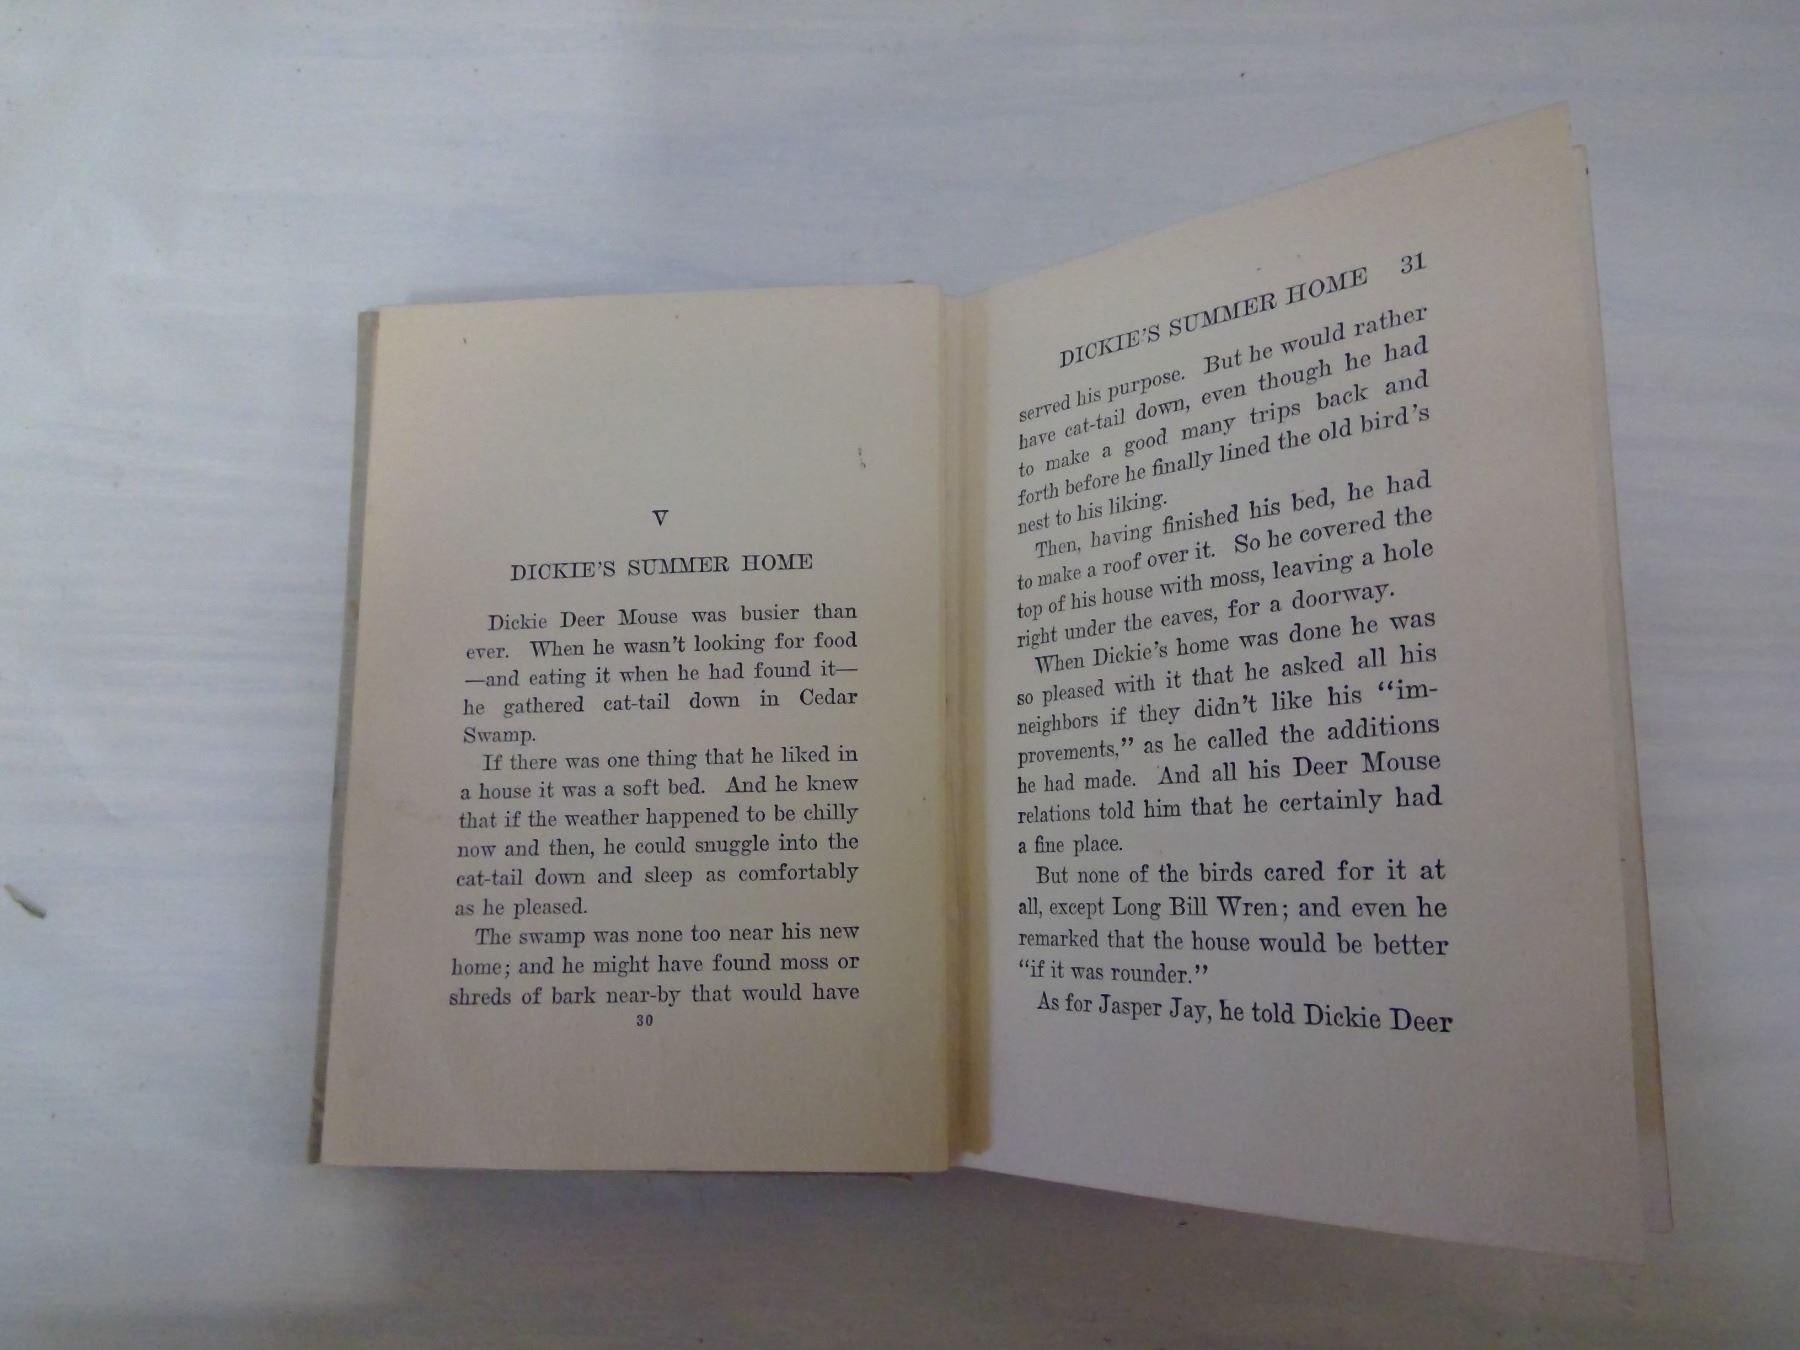 V
DICKIE'S SUMMER HOME
Dickie Deer Mouse was busier than
ever. When he wasn't looking for food
—and eating it when he had found it—
he gathered cat-tail down in Cedar
Swamp.
If there was one thing that he liked in
a house it was a soft bed. And he knew
that if the weather happened to be chilly
now and then, he could snuggle into the
cat-tail down and sleep as comfortably
as he pleased.
The swamp was none too near his new
home; and he might have found moss or
shreds of bark near-by that would have
30
DICKIE'S SUMMER HOME 31
served his purpose. But he would rather
have cat-tail down, even though he had
to make a good many trips back and
forth before he finally lined the old bird's
nest to his liking.
Then, having finished his bed, he had
to make a roof over it. So he covered the
top of his house with moss, leaving a hole
right under the eaves, for a doorway.
When Dickie's home was done he was
so pleased with it that he asked all his
neighbors if they didn't like his "im-
provements," as he called the additions
he had made. And all his Deer Mouse
relations told him that he certainly had
a fine place.
But none of the birds cared for it at
all, except Long Bill Wren; and even he
remarked that the house would be better
"if it was rounder."
As for Jasper Jay, he told Dickie Deer